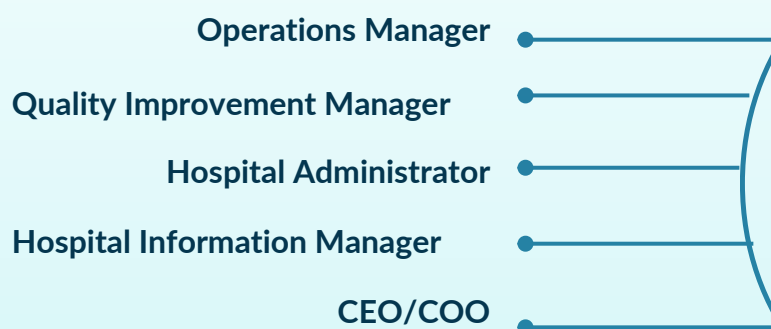 Operations Manager
Quality Improvement Manager
Hospital Administrator
Hospital Information Manager
CEO/COO